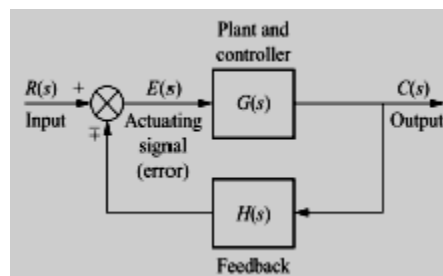 Plant and
controller
R(s) + E(s) G(s) C(s)
Input ∓ Actuating Output
signal
(error)
H(s)
Feedback